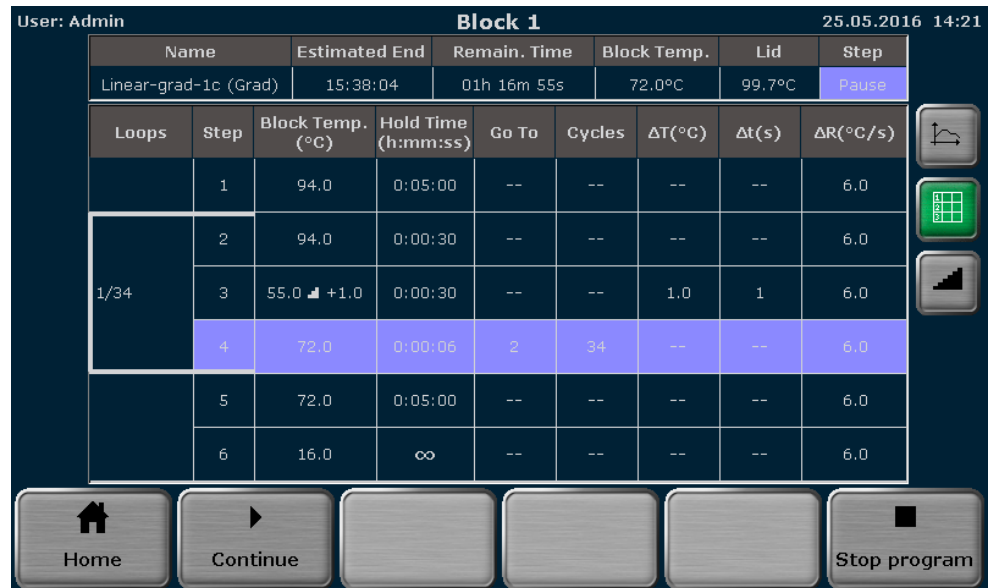 User: Admin Block 1 25.05.2016 14:21
Name Estimated End Remain. Time Block Temp. Lid Step
Linear-grad-1c (Grad) 15:38:04 01h 16m 55s 72.0°C 99.7°C Pause
Loops Step Block Temp. (°C) Hold Time (h:mm:ss) Go To Cycles ΔT(°C) Δt(s) ΔR(°C/s)
1 94.0 0:05:00 -- -- -- -- 6.0
2 94.0 0:00:30 -- -- -- -- 6.0
1/34 3 55.0 +1.0 0:00:30 -- -- 1.0 1 6.0
4 72.0 0:00:06 2 34 -- -- 6.0
5 72.0 0:05:00 -- -- -- -- 6.0
6 16.0 ∞ -- -- -- -- 6.0
1
2
3
Home Continue Stop program